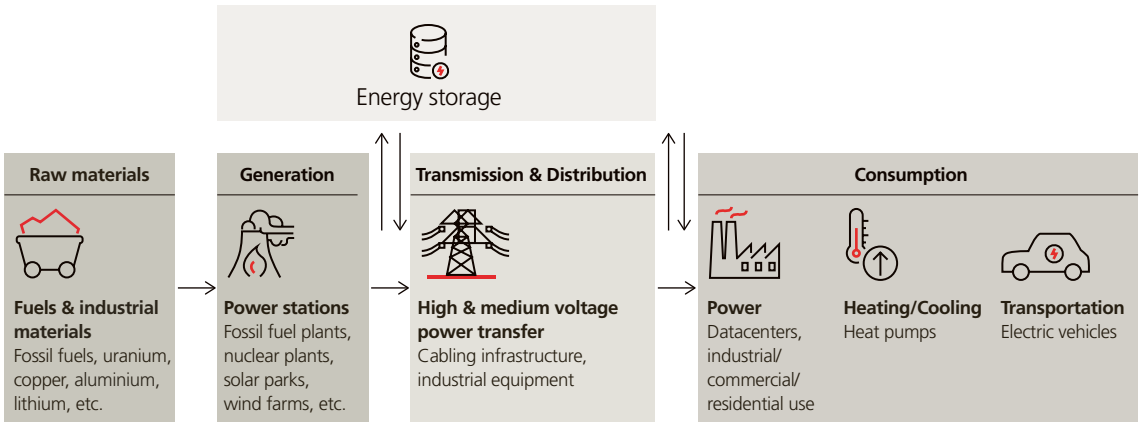 Energy storage
Raw materials
Fuels & industrial
materials
Fossil fuels, uranium,
copper, aluminium,
lithium, etc.
Generation
Power stations
Fossil fuel plants,
nuclear plants,
solar parks,
wind farms, etc.
Transmission & Distribution
High & medium voltage
power transfer
Cabling infrastructure,
industrial equipment
Consumption
Power
Datacenters,
industrial/
commercial/
residential use
Heating/Cooling
Heat pumps
Transportation
Electric vehicles